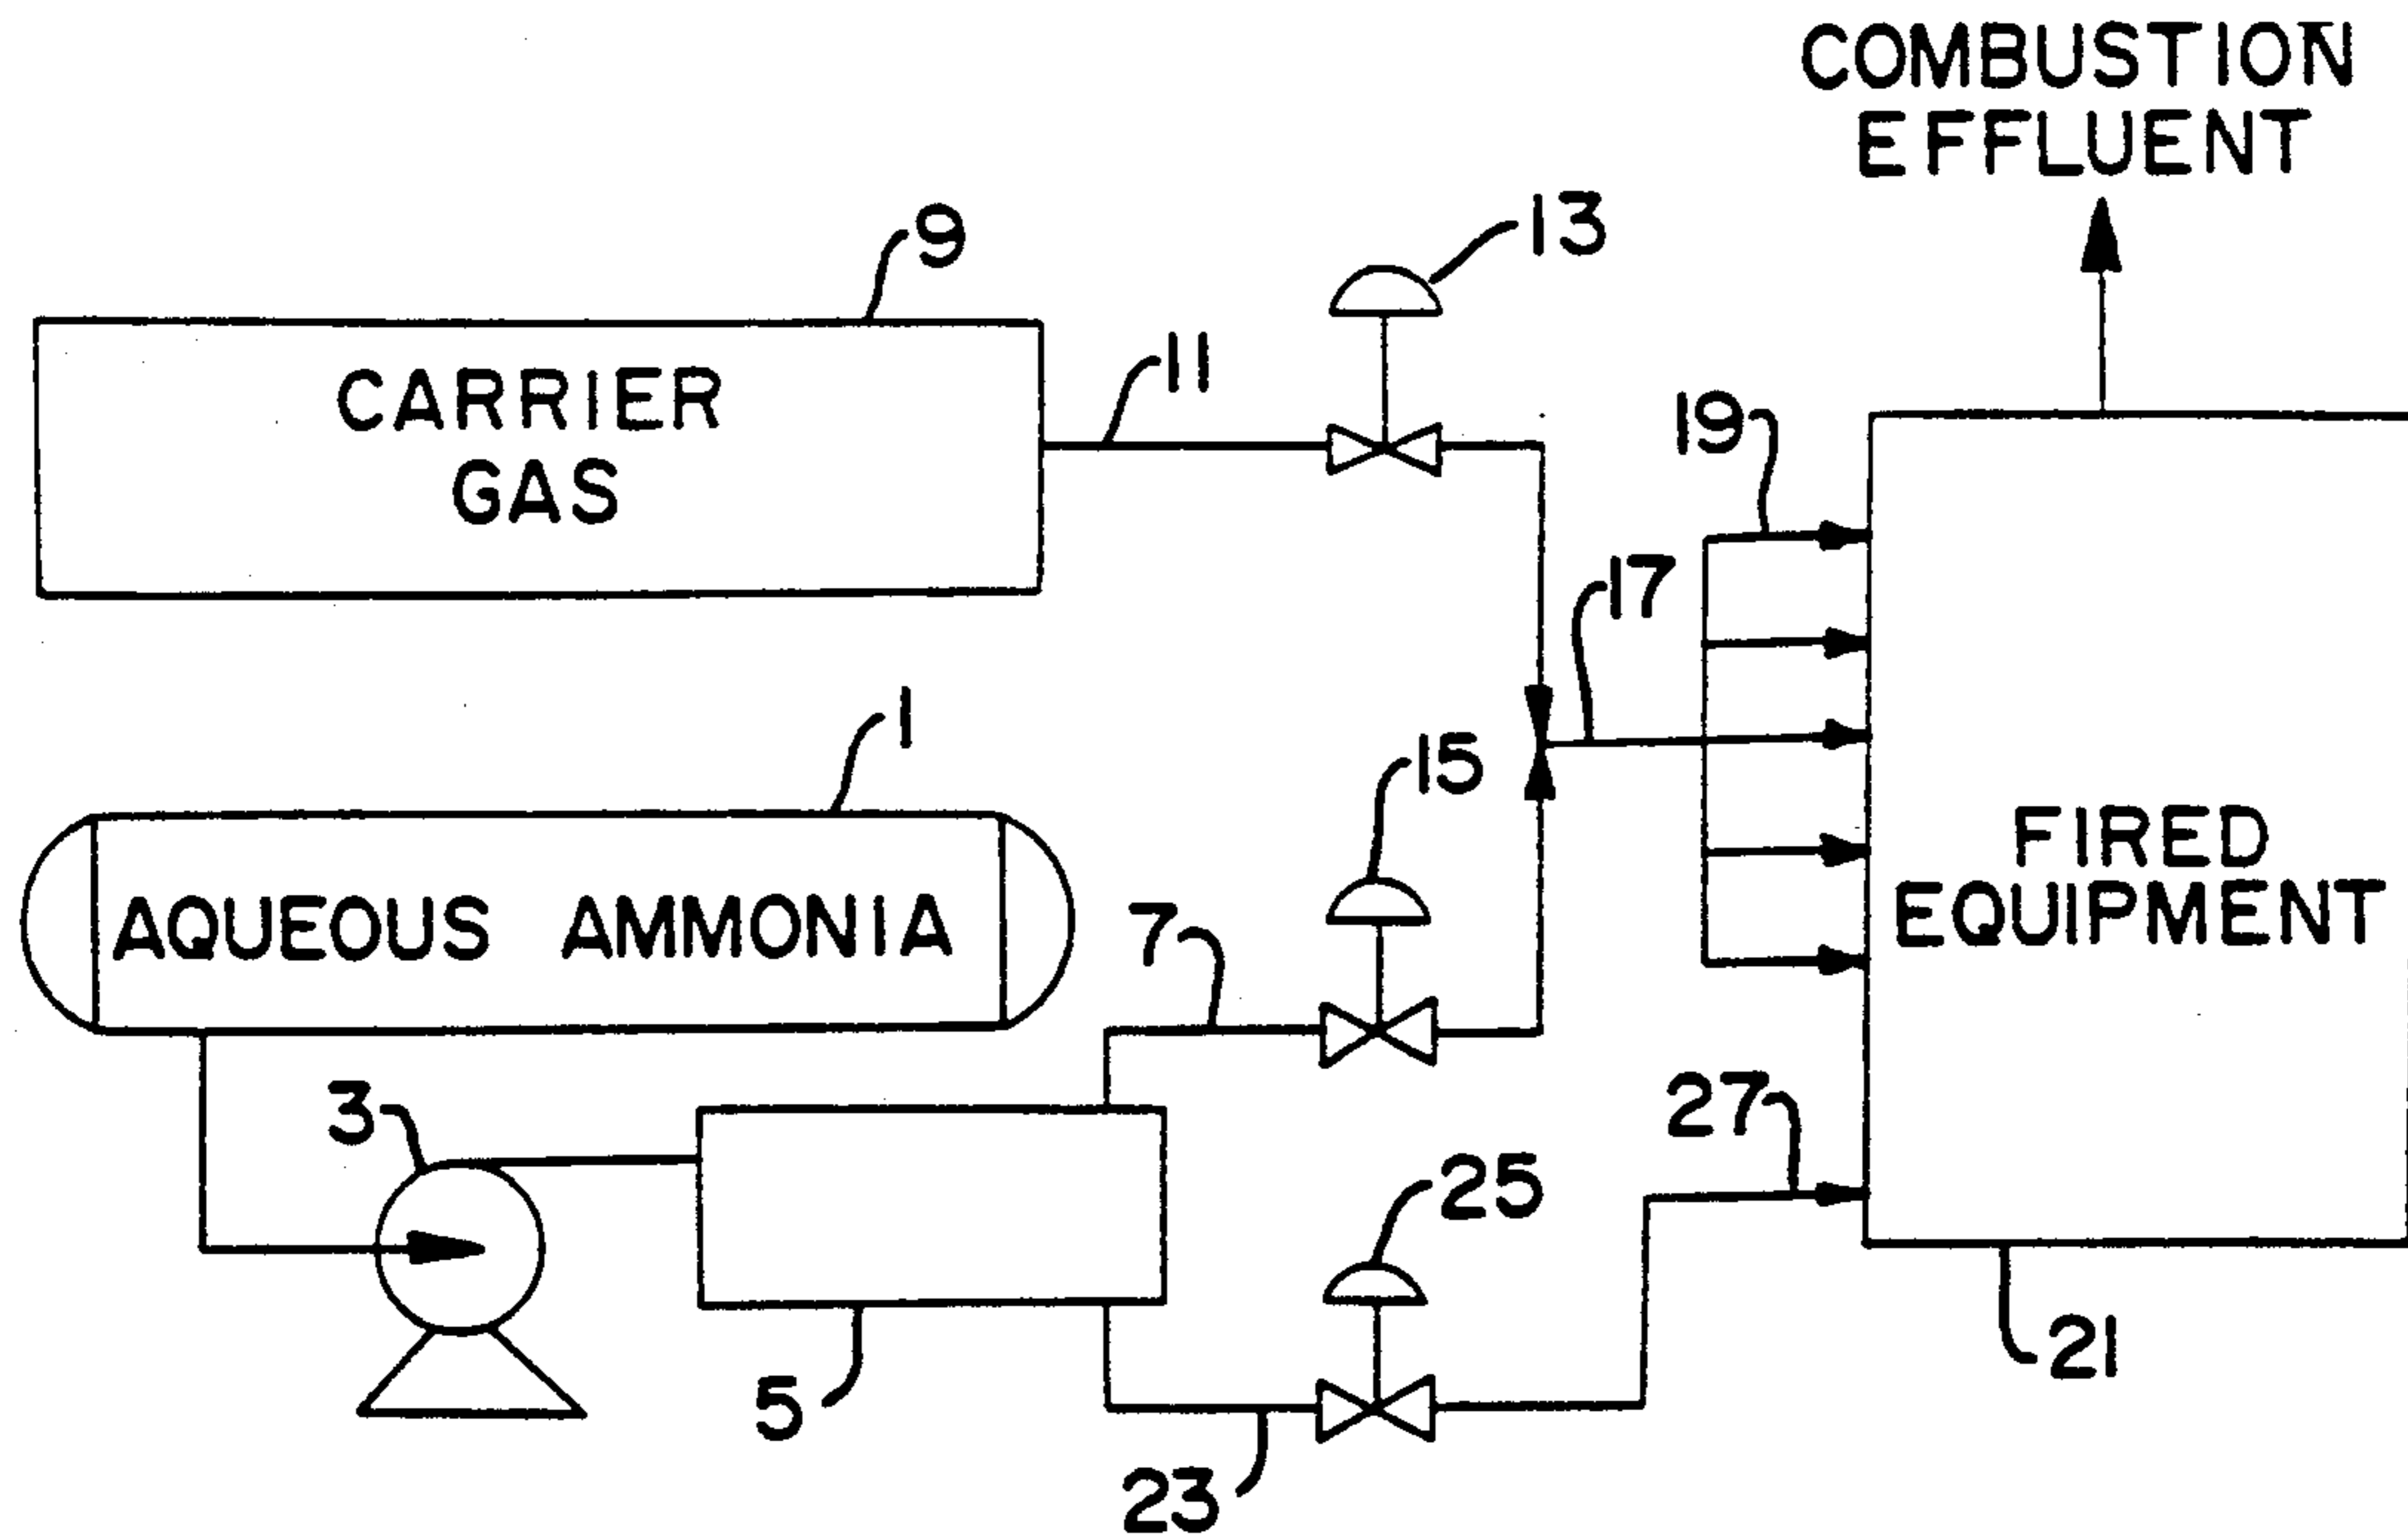 COMBUSTION
EFFLUENT
9
13
CARRIER
GAS
11
19
17
1
15
AQUEOUS AMMONIA
7
FIRED
EQUIPMENT
3
27
25
5
21
23